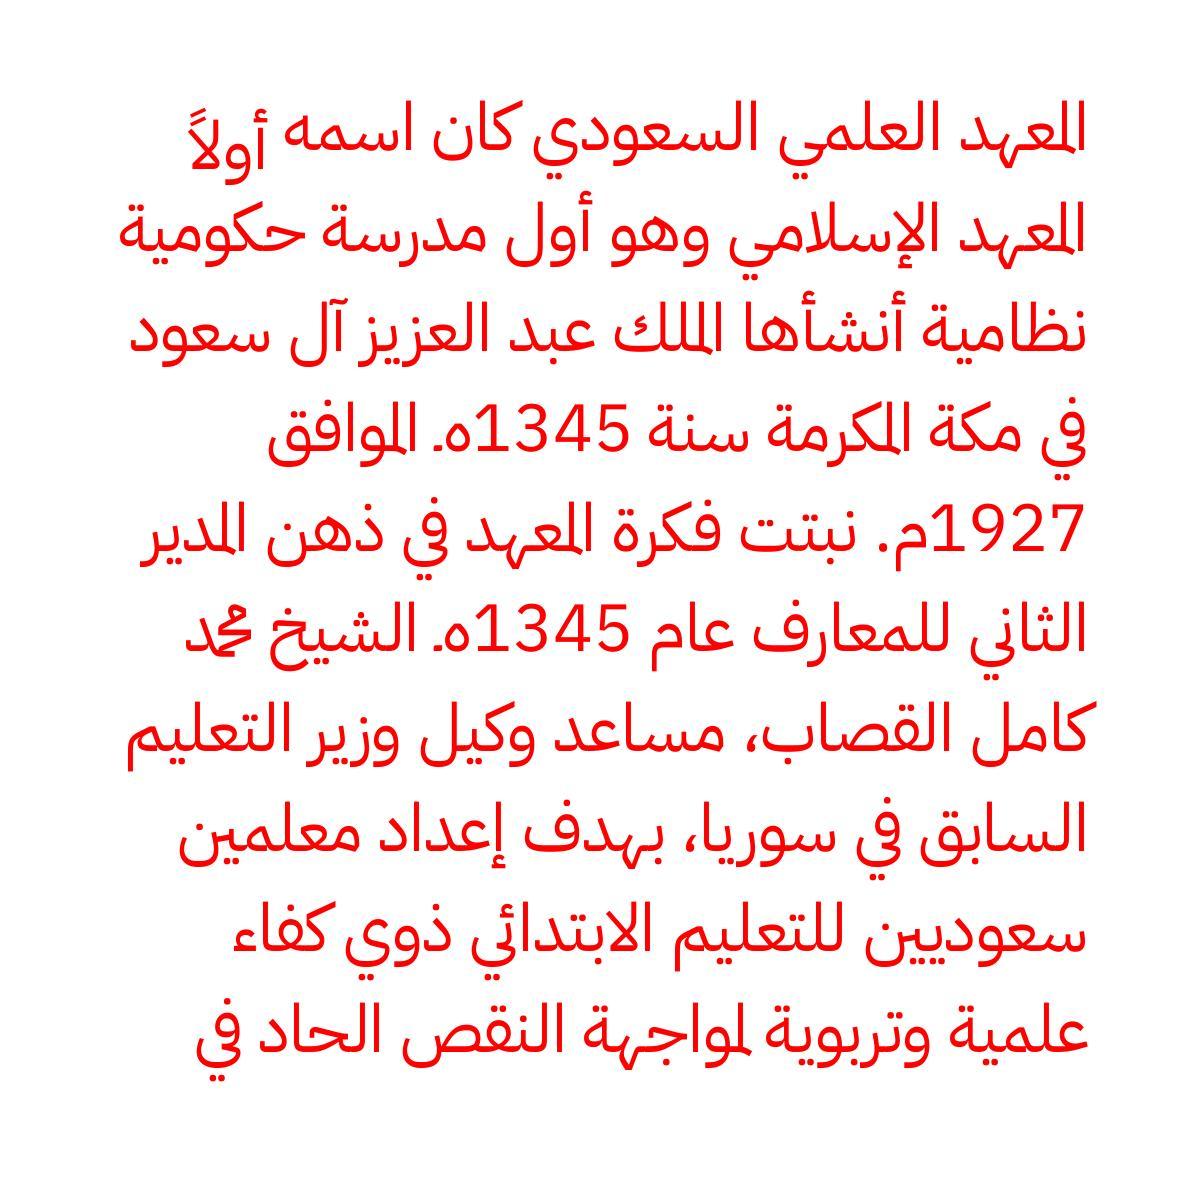 المعهد العلمي السعودي كان اسمه أولاً
المعهد الإسلامي وهو أول مدرسة حكومية
نظامية أنشأها الملك عبد العزيز آل سعود
في مكة المكرمة سنة 1345هـ الموافق
1927م. نبتت فكرة المعهد في ذهن المدير
الثاني للمعارف عام 1345هـ الشيخ محمد
كامل القصاب، مساعد وكيل وزير التعليم
السابق في سوريا، بهدف إعداد معلمين
سعوديين للتعليم الابتدائي ذوي كفاء
علمية وتربوية لمواجهة النقص الحاد في